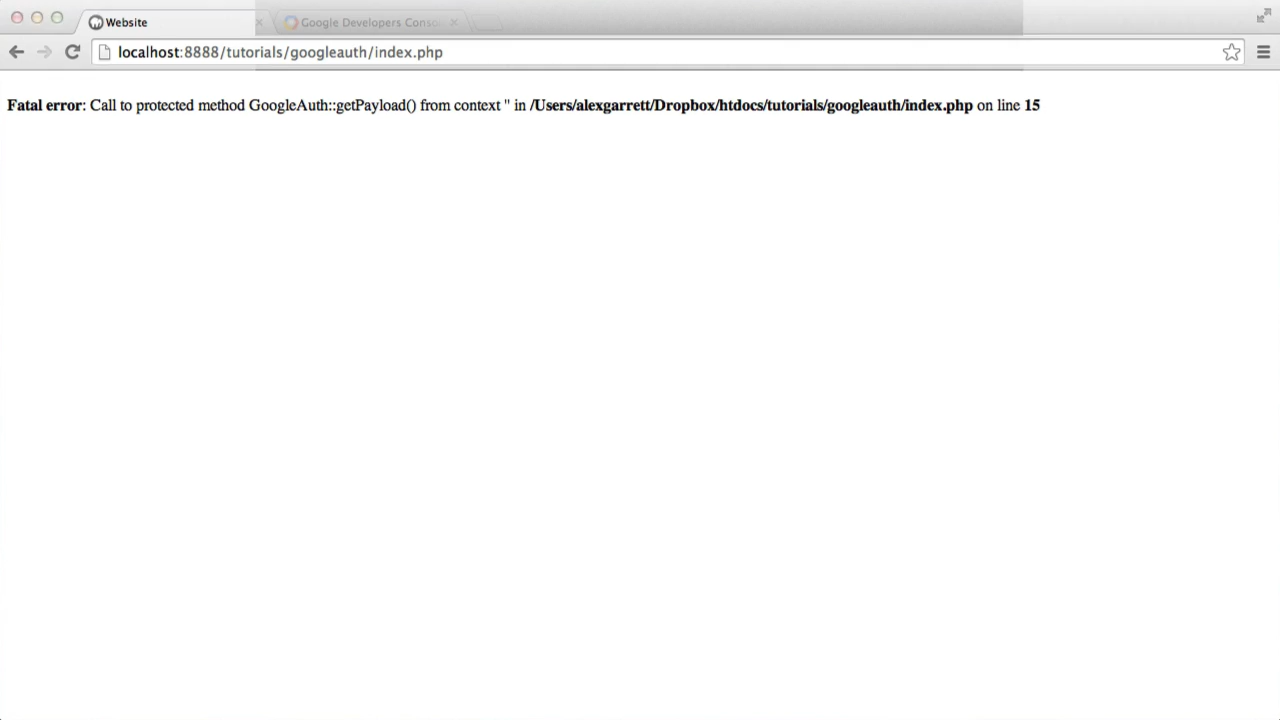 Website
Google Developers Conso
localhost:8888/tutorials/googleauth/index.php
Fatal error: Call to protected method GoogleAuth::getPayload() from context '' in /Users/alexgarrett/Dropbox/htdocs/tutorials/googleauth/index.php on line 15